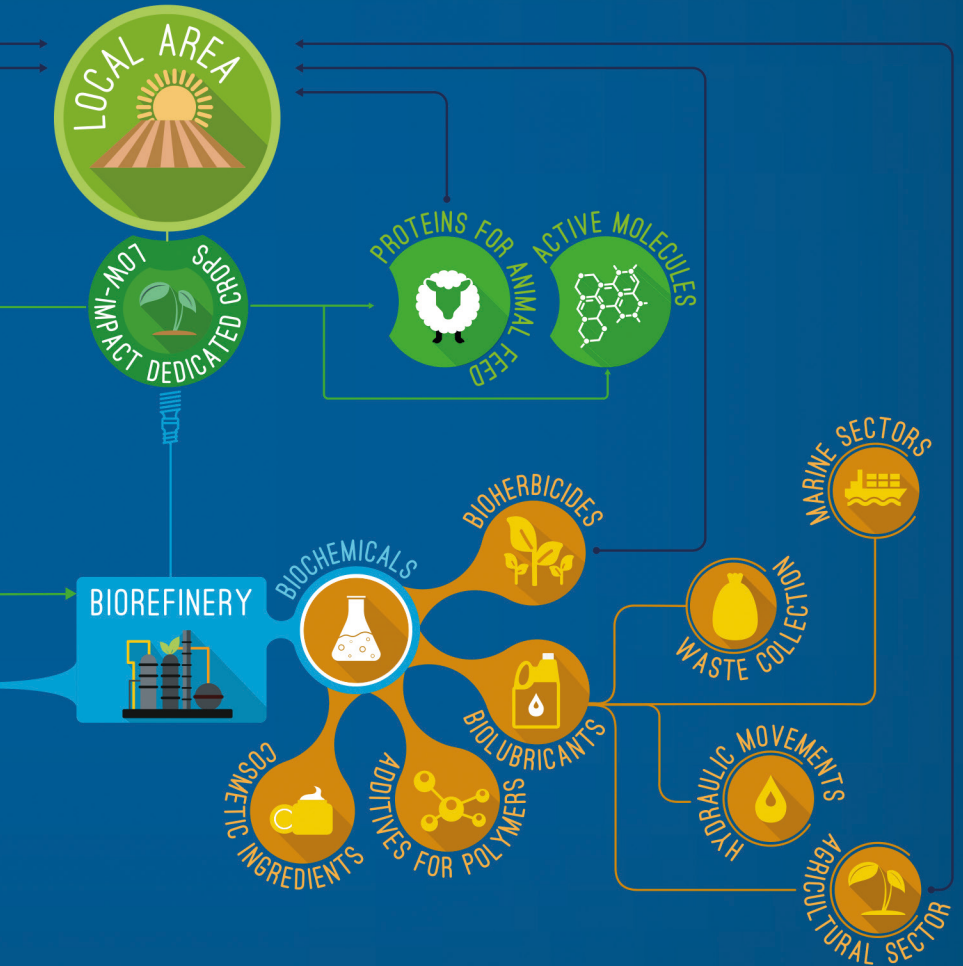 LOCAL AREA
LOW-IMPACT DEDICATED CROPS
PROTEINS FOR ANIMAL FEED
ACTIVE MOLECULES
MARINE SECTORS
BIOHERBICIDES
BIOCHEMICALS
BIOREFINERY
WASTE COLLECTION
BIOLUBRICANTS
HYDRAULIC MOVEMENTS
COSMETIC INGREDIENTS
ADDITIVES FOR POLYMERS
AGRICULTURAL SECTOR